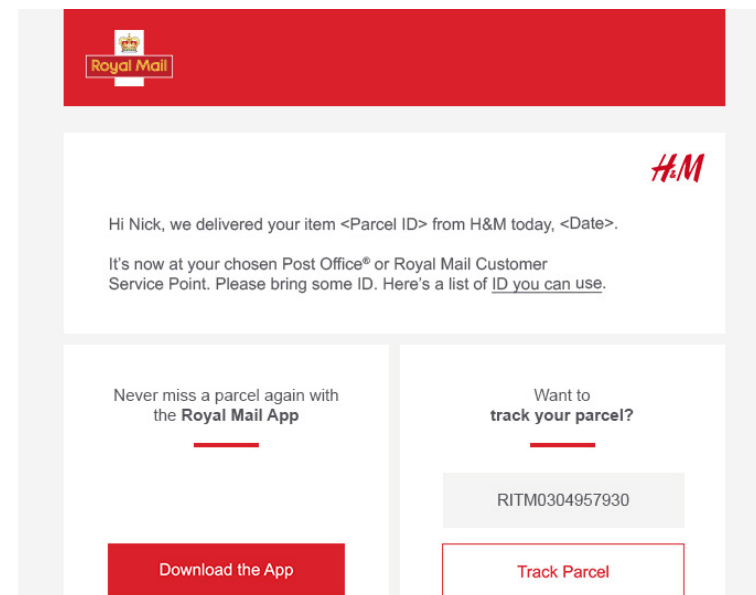 Royal Mail
H&M
Hi Nick, we delivered your item <Parcel ID> from H&M today, <Date>.
It's now at your chosen Post Office® or Royal Mail Customer
Service Point. Please bring some ID. Here's a list of ID you can use.
Never miss a parcel again with
the Royal Mail App
Download the App
Want to
track your parcel?
RITM0304957930
Track Parcel